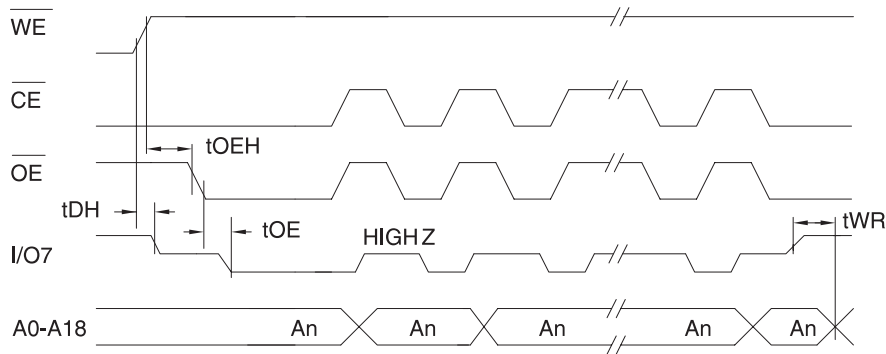 WE
CE
tOEH
OE
tDH
tOE
HIGH Z
tWR
I/O7
A0-A18
An
An
An
An
An